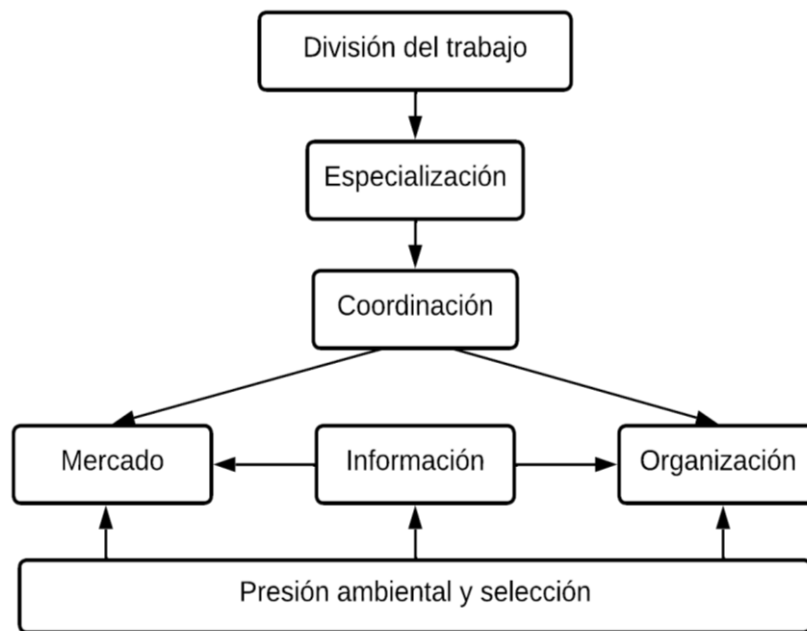 División del trabajo
Especialización
Coordinación
Mercado
Información
Organización
Presión ambiental y selección